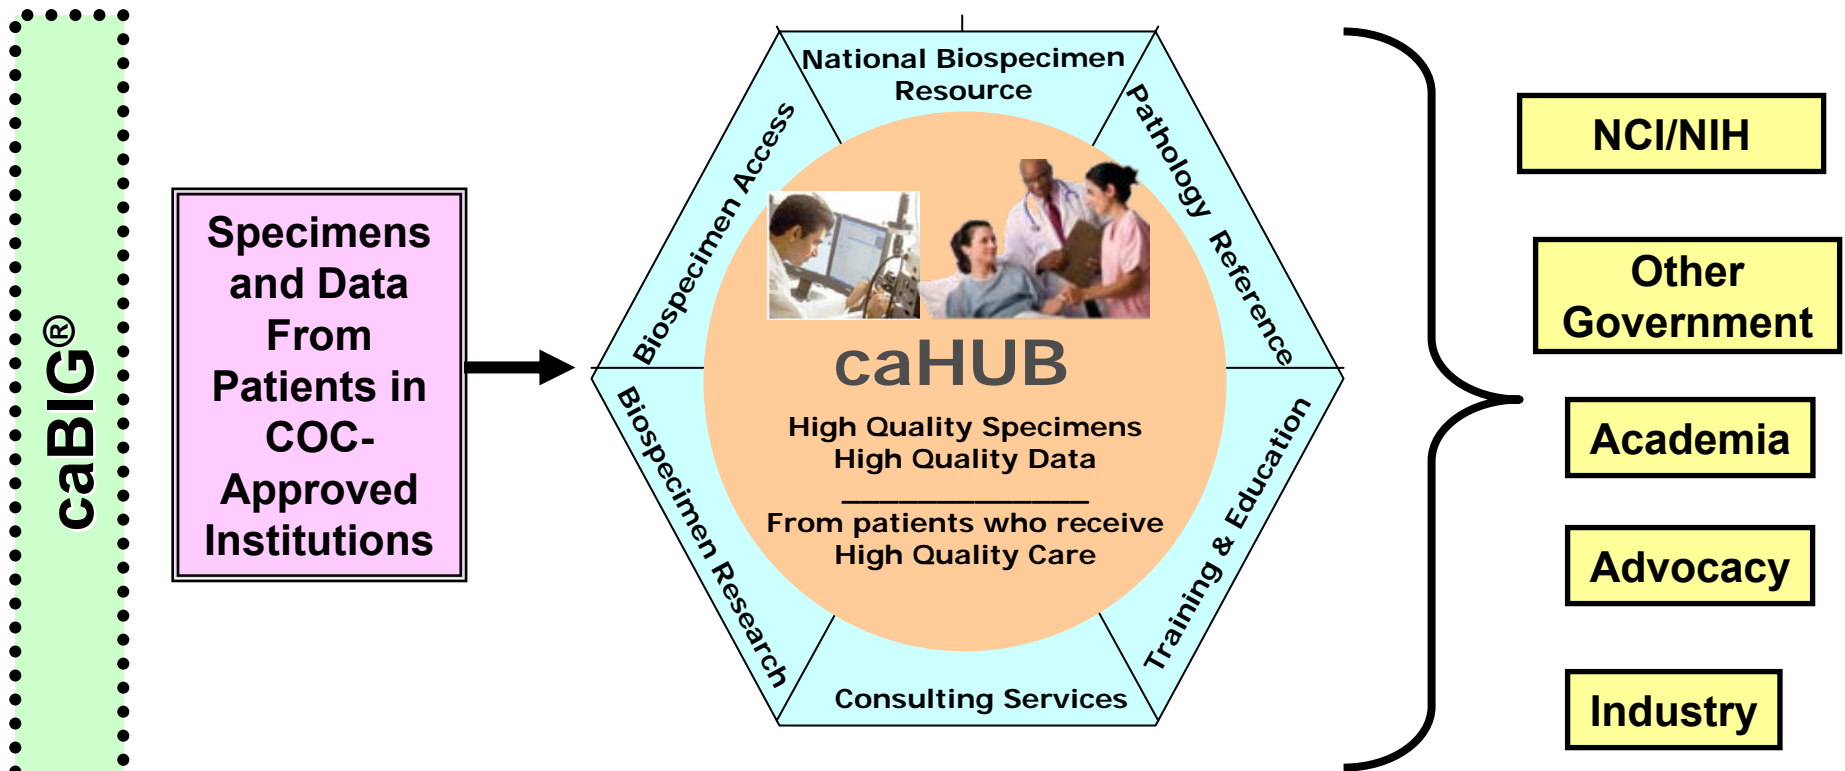 caBIG®
Specimens
and Data
From
Patients in
COC-
Approved
Institutions
National Biospecimen
Resource
Pathology Reference
Training & Education
Consulting Services
Biospecimen Research
Biospecimen Access
caHUB
High Quality Specimens
High Quality Data
From patients who receive
High Quality Care
NCI/NIH
Other
Government
Academia
Advocacy
Industry